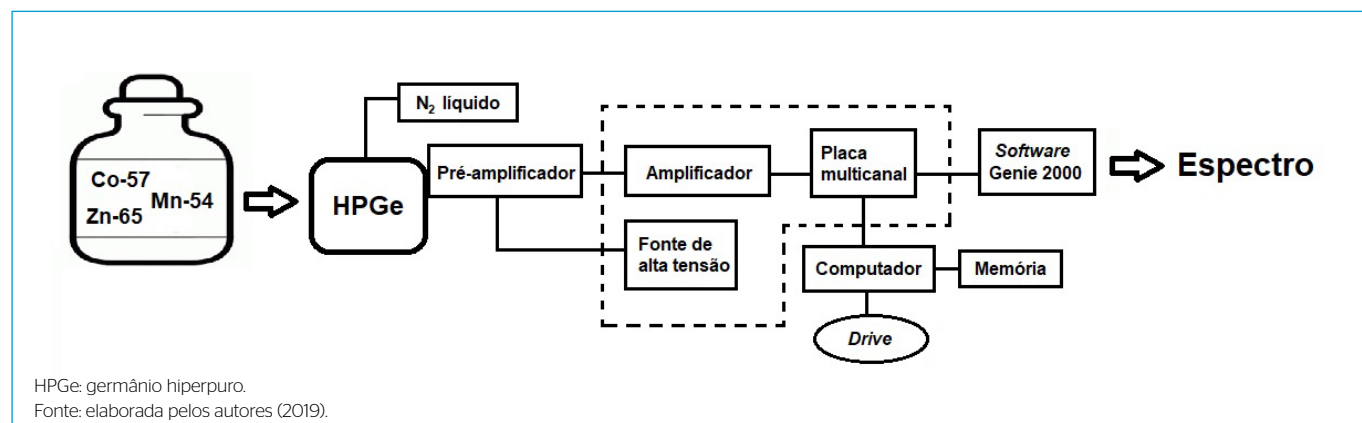 Co-57
Mn-54
Zn-65
HPGe
N₂ líquido
Pré-amplificador
Amplificador
Placa
multicanal
Software
Genie 2000
Espectro
Fonte de
alta tensão
Computador
Memória
Drive
HPGe: germânio hiperpuro.
Fonte: elaborada pelos autores (2019).